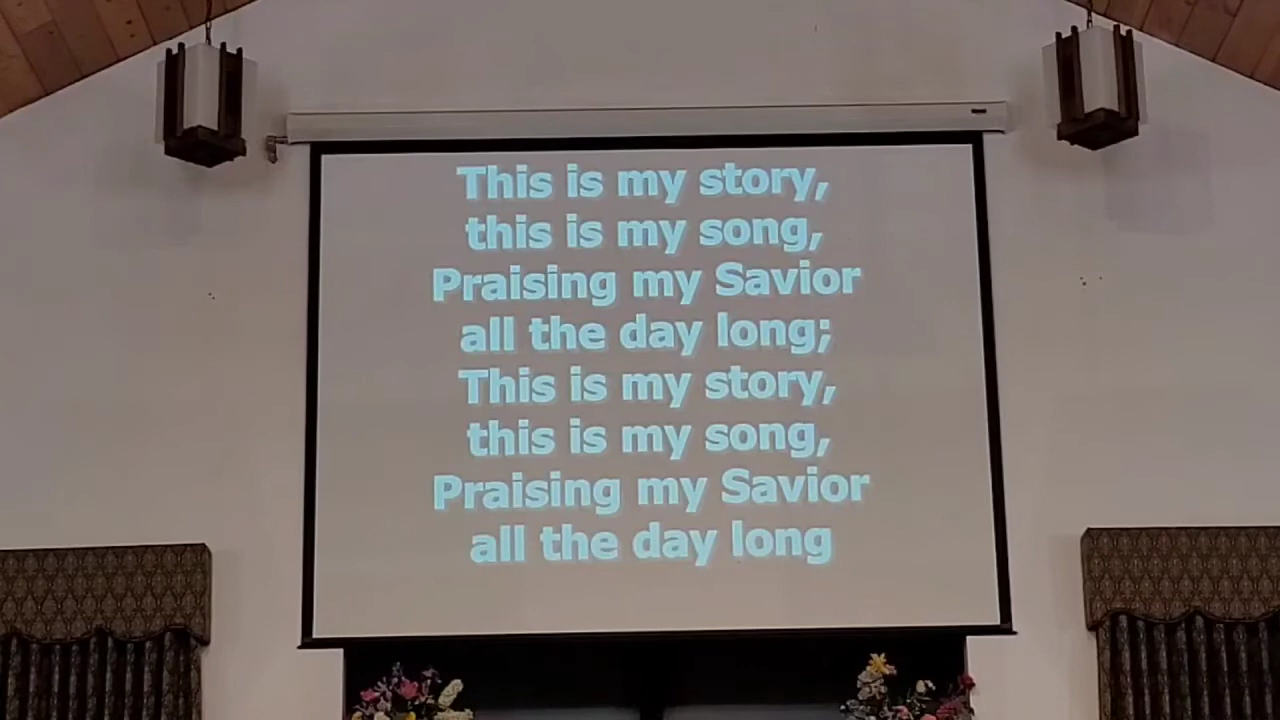 This is my story,
this is my song,
Praising my Savior
all the day long;
This is my story,
this is my song,
Praising my Savior
all the day long